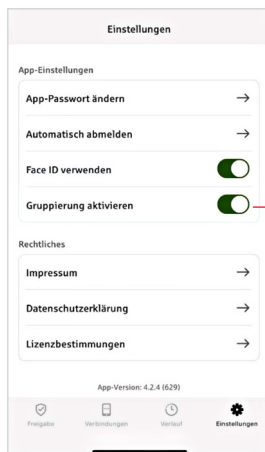 Einstellungen
App-Einstellungen
App-Passwort ändern
Automatisch abmelden
Face ID verwenden
Gruppierung aktivieren
Rechtliches
Impressum
Datenschutzerklärung
Lizenzbestimmungen
App-Version: 4.2.4 (629)
Freigabe Verbindungen Verlauf Einstellungen